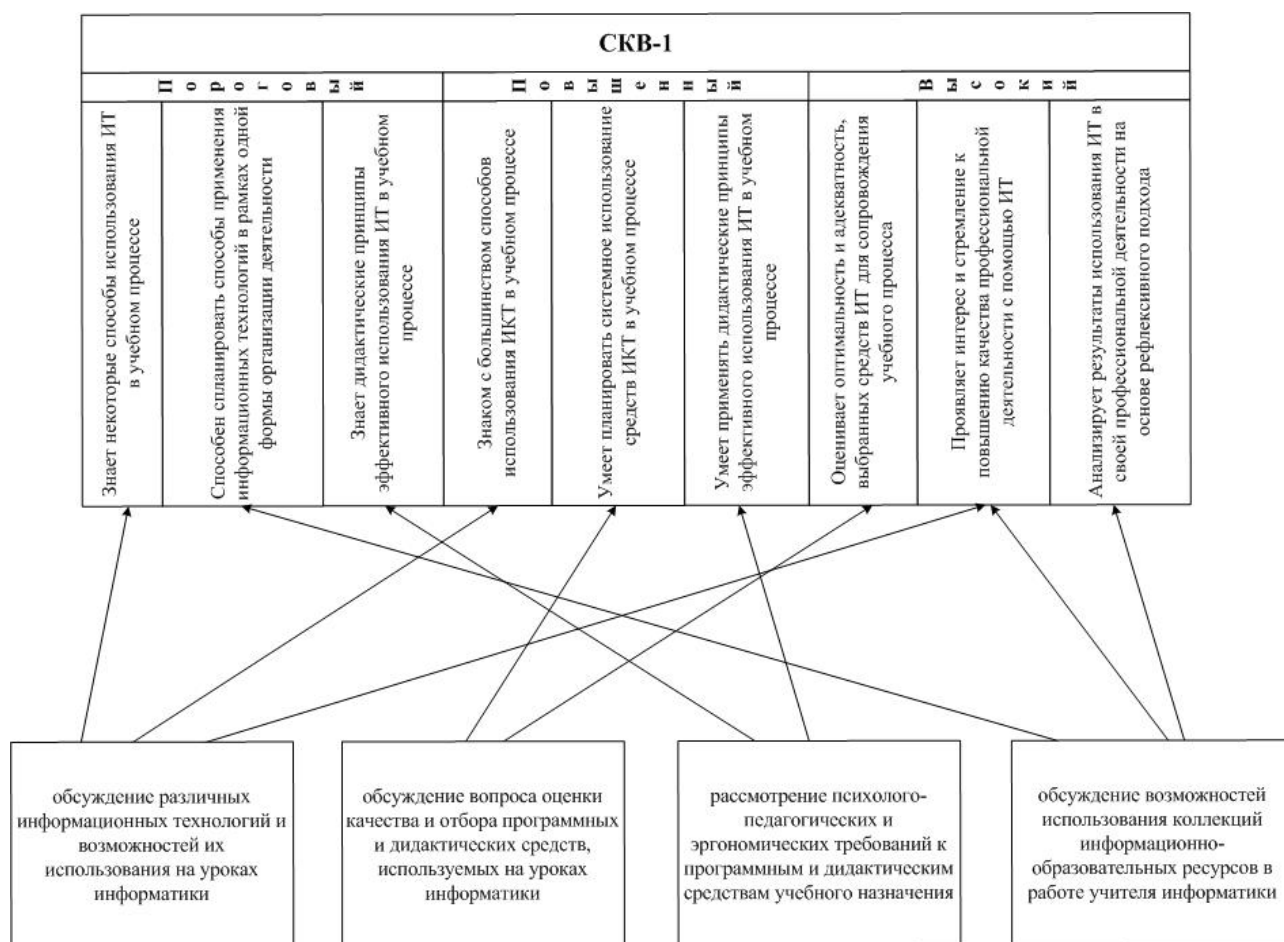 СКВ-1
Пороговый
Повышенный
Высокий
Знает некоторые способы использования ИТ
в учебном процессе
Способен спланировать способы применения
информационных технологий в рамках одной
формы организации деятельности
Знает дидактические принципы
эффективного использования ИТ в учебном
процессе
Знаком с большинством способов
использования ИКТ в учебном процессе
Умеет планировать системное использование
средств ИКТ в учебном процессе
Умеет применять дидактические принципы
эффективного использования ИТ в учебном
процессе
Оценивает оптимальность и адекватность,
выбранных средств ИТ для сопровождения
учебного процесса
Проявляет интерес и стремление к
повышению качества профессиональной
деятельности с помощью ИТ
Анализирует результаты использования ИТ в
своей профессиональной деятельности на
основе рефлексивного подхода
обсуждение различных
информационных технологий и
возможностей их
использования на уроках
информатики
обсуждение вопроса оценки
качества и отбора программных
и дидактических средств,
используемых на уроках
информатики
рассмотрение психолого-
педагогических и
эргономических требований к
программным и дидактическим
средствам учебного назначения
обсуждение возможностей
использования коллекций
информационно-
образовательных ресурсов в
работе учителя информатики